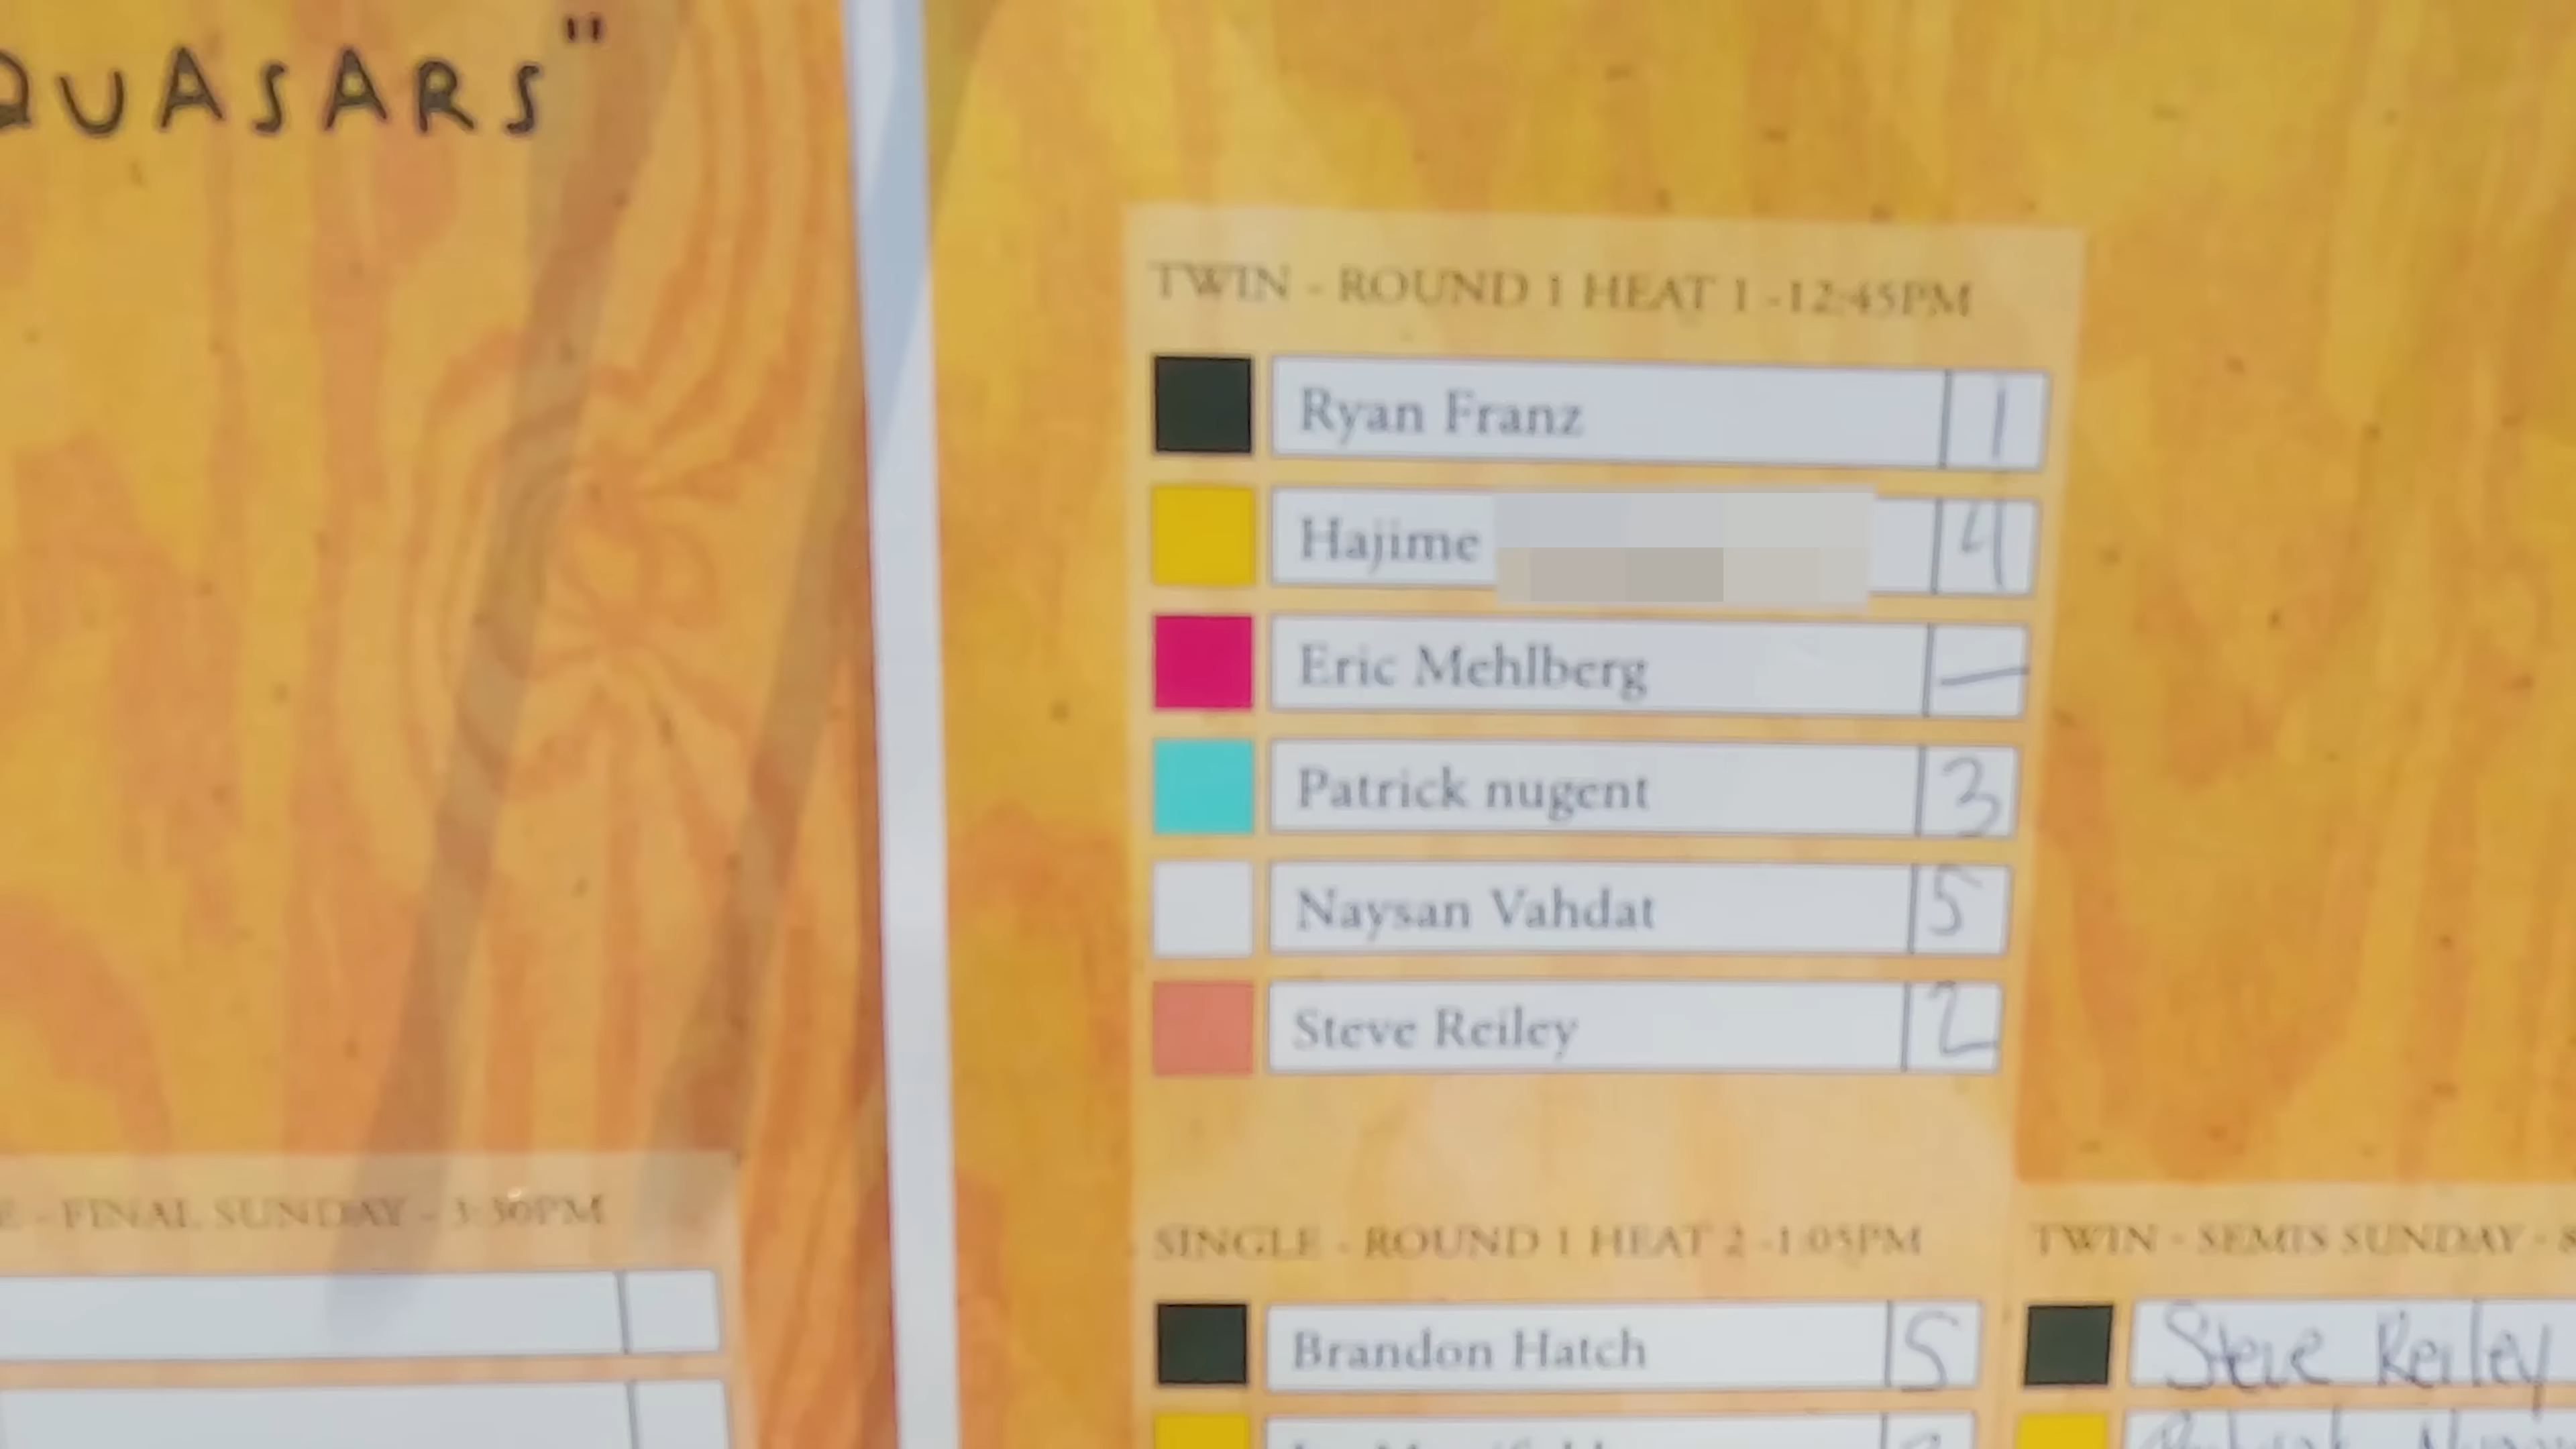 QUASARS"
TWIN - ROUND 1 HEAT 1 -12:45PM
Ryan Franz 1
Hajime 4
Eric Mehlberg —
Patrick nugent 3
Naysan Vahdat 5
Steve Reiley 2
- FINAL SUNDAY - 3:30PM
SINGLE - ROUND 1 HEAT 2 -1:05PM
Brandon Hatch 5
TWIN - SEMIS SUNDAY -
Steve Reiley